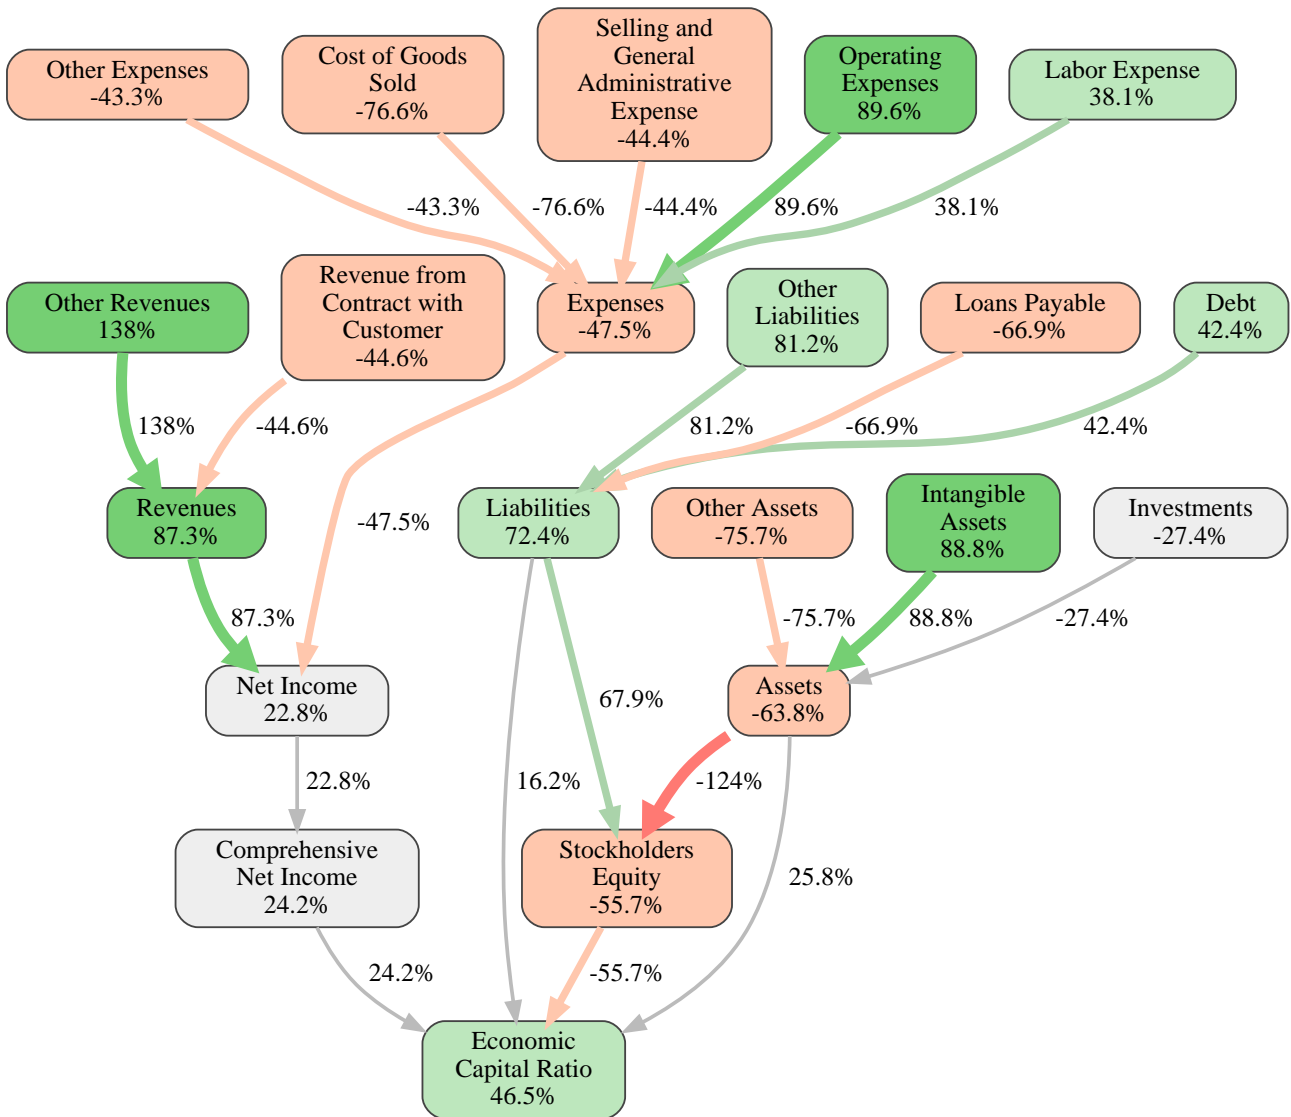 Other Expenses
-43.3%
Cost of Goods
Sold
-76.6%
Selling and
General
Administrative
Expense
-44.4%
Operating
Expenses
89.6%
Labor Expense
38.1%
-43.3%
-76.6%
-44.4%
89.6%
38.1%
Other Revenues
138%
Revenue from
Contract with
Customer
-44.6%
Expenses
-47.5%
Other
Liabilities
81.2%
Loans Payable
-66.9%
Debt
42.4%
138%
-44.6%
-47.5%
81.2%
-66.9%
42.4%
Revenues
87.3%
Liabilities
72.4%
Other Assets
-75.7%
Intangible
Assets
88.8%
Investments
-27.4%
87.3%
67.9%
-75.7%
88.8%
-27.4%
Net Income
22.8%
Assets
-63.8%
22.8%
16.2%
-124%
25.8%
Comprehensive
Net Income
24.2%
Stockholders
Equity
-55.7%
24.2%
-55.7%
Economic
Capital Ratio
46.5%